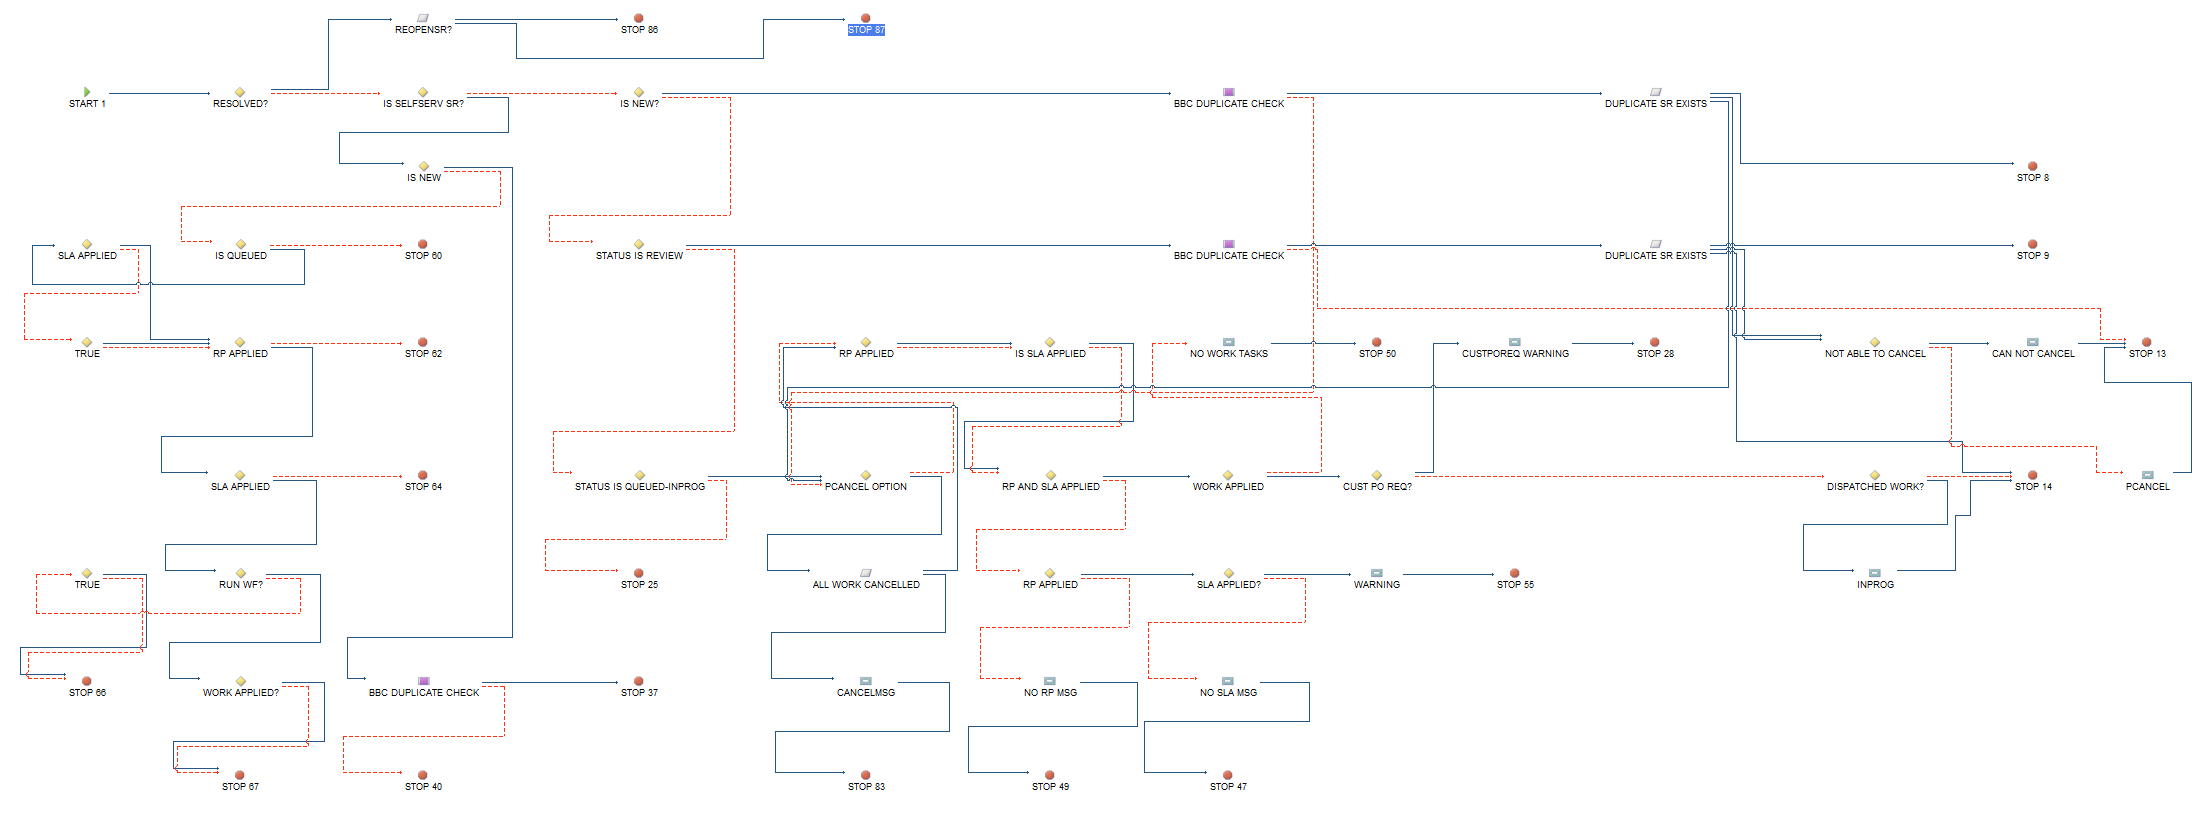 REOPENSR?
STOP 86
STOP 87
START 1
RESOLVED?
IS SELFSERV SR?
IS NEW?
BBC DUPLICATE CHECK
DUPLICATE SR EXISTS
IS NEW
STOP 8
SLA APPLIED
IS QUEUED
STOP 60
STATUS IS REVIEW
BBC DUPLICATE CHECK
DUPLICATE SR EXISTS
STOP 9
TRUE
RP APPLIED
STOP 62
RP APPLIED
IS SLA APPLIED
NO WORK TASKS
STOP 50
CUSTPOREQ WARNING
STOP 28
NOT ABLE TO CANCEL
CAN NOT CANCEL
STOP 13
SLA APPLIED
STOP 64
STATUS IS QUEUED-INPROG
PCANCEL OPTION
RP AND SLA APPLIED
WORK APPLIED
CUST PO REQ?
DISPATCHED WORK?
STOP 14
PCANCEL
TRUE
RUN WF?
STOP 25
ALL WORK CANCELLED
RP APPLIED
SLA APPLIED?
WARNING
STOP 55
INPROG
STOP 66
WORK APPLIED?
BBC DUPLICATE CHECK
STOP 37
CANCELMSG
NO RP MSG
NO SLA MSG
STOP 67
STOP 40
STOP 83
STOP 49
STOP 47